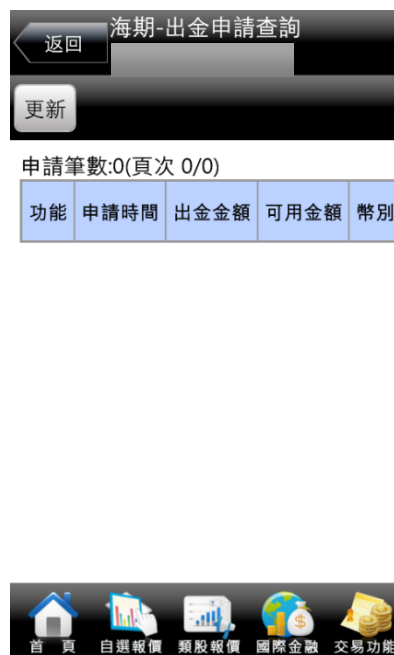 海期-出金申請查詢
返回
更新
申請筆數:0(頁次 0/0)
功能 申請時間 出金金額 可用金額 幣別
首頁 自選報價 類股報價 國際金融 交易功能